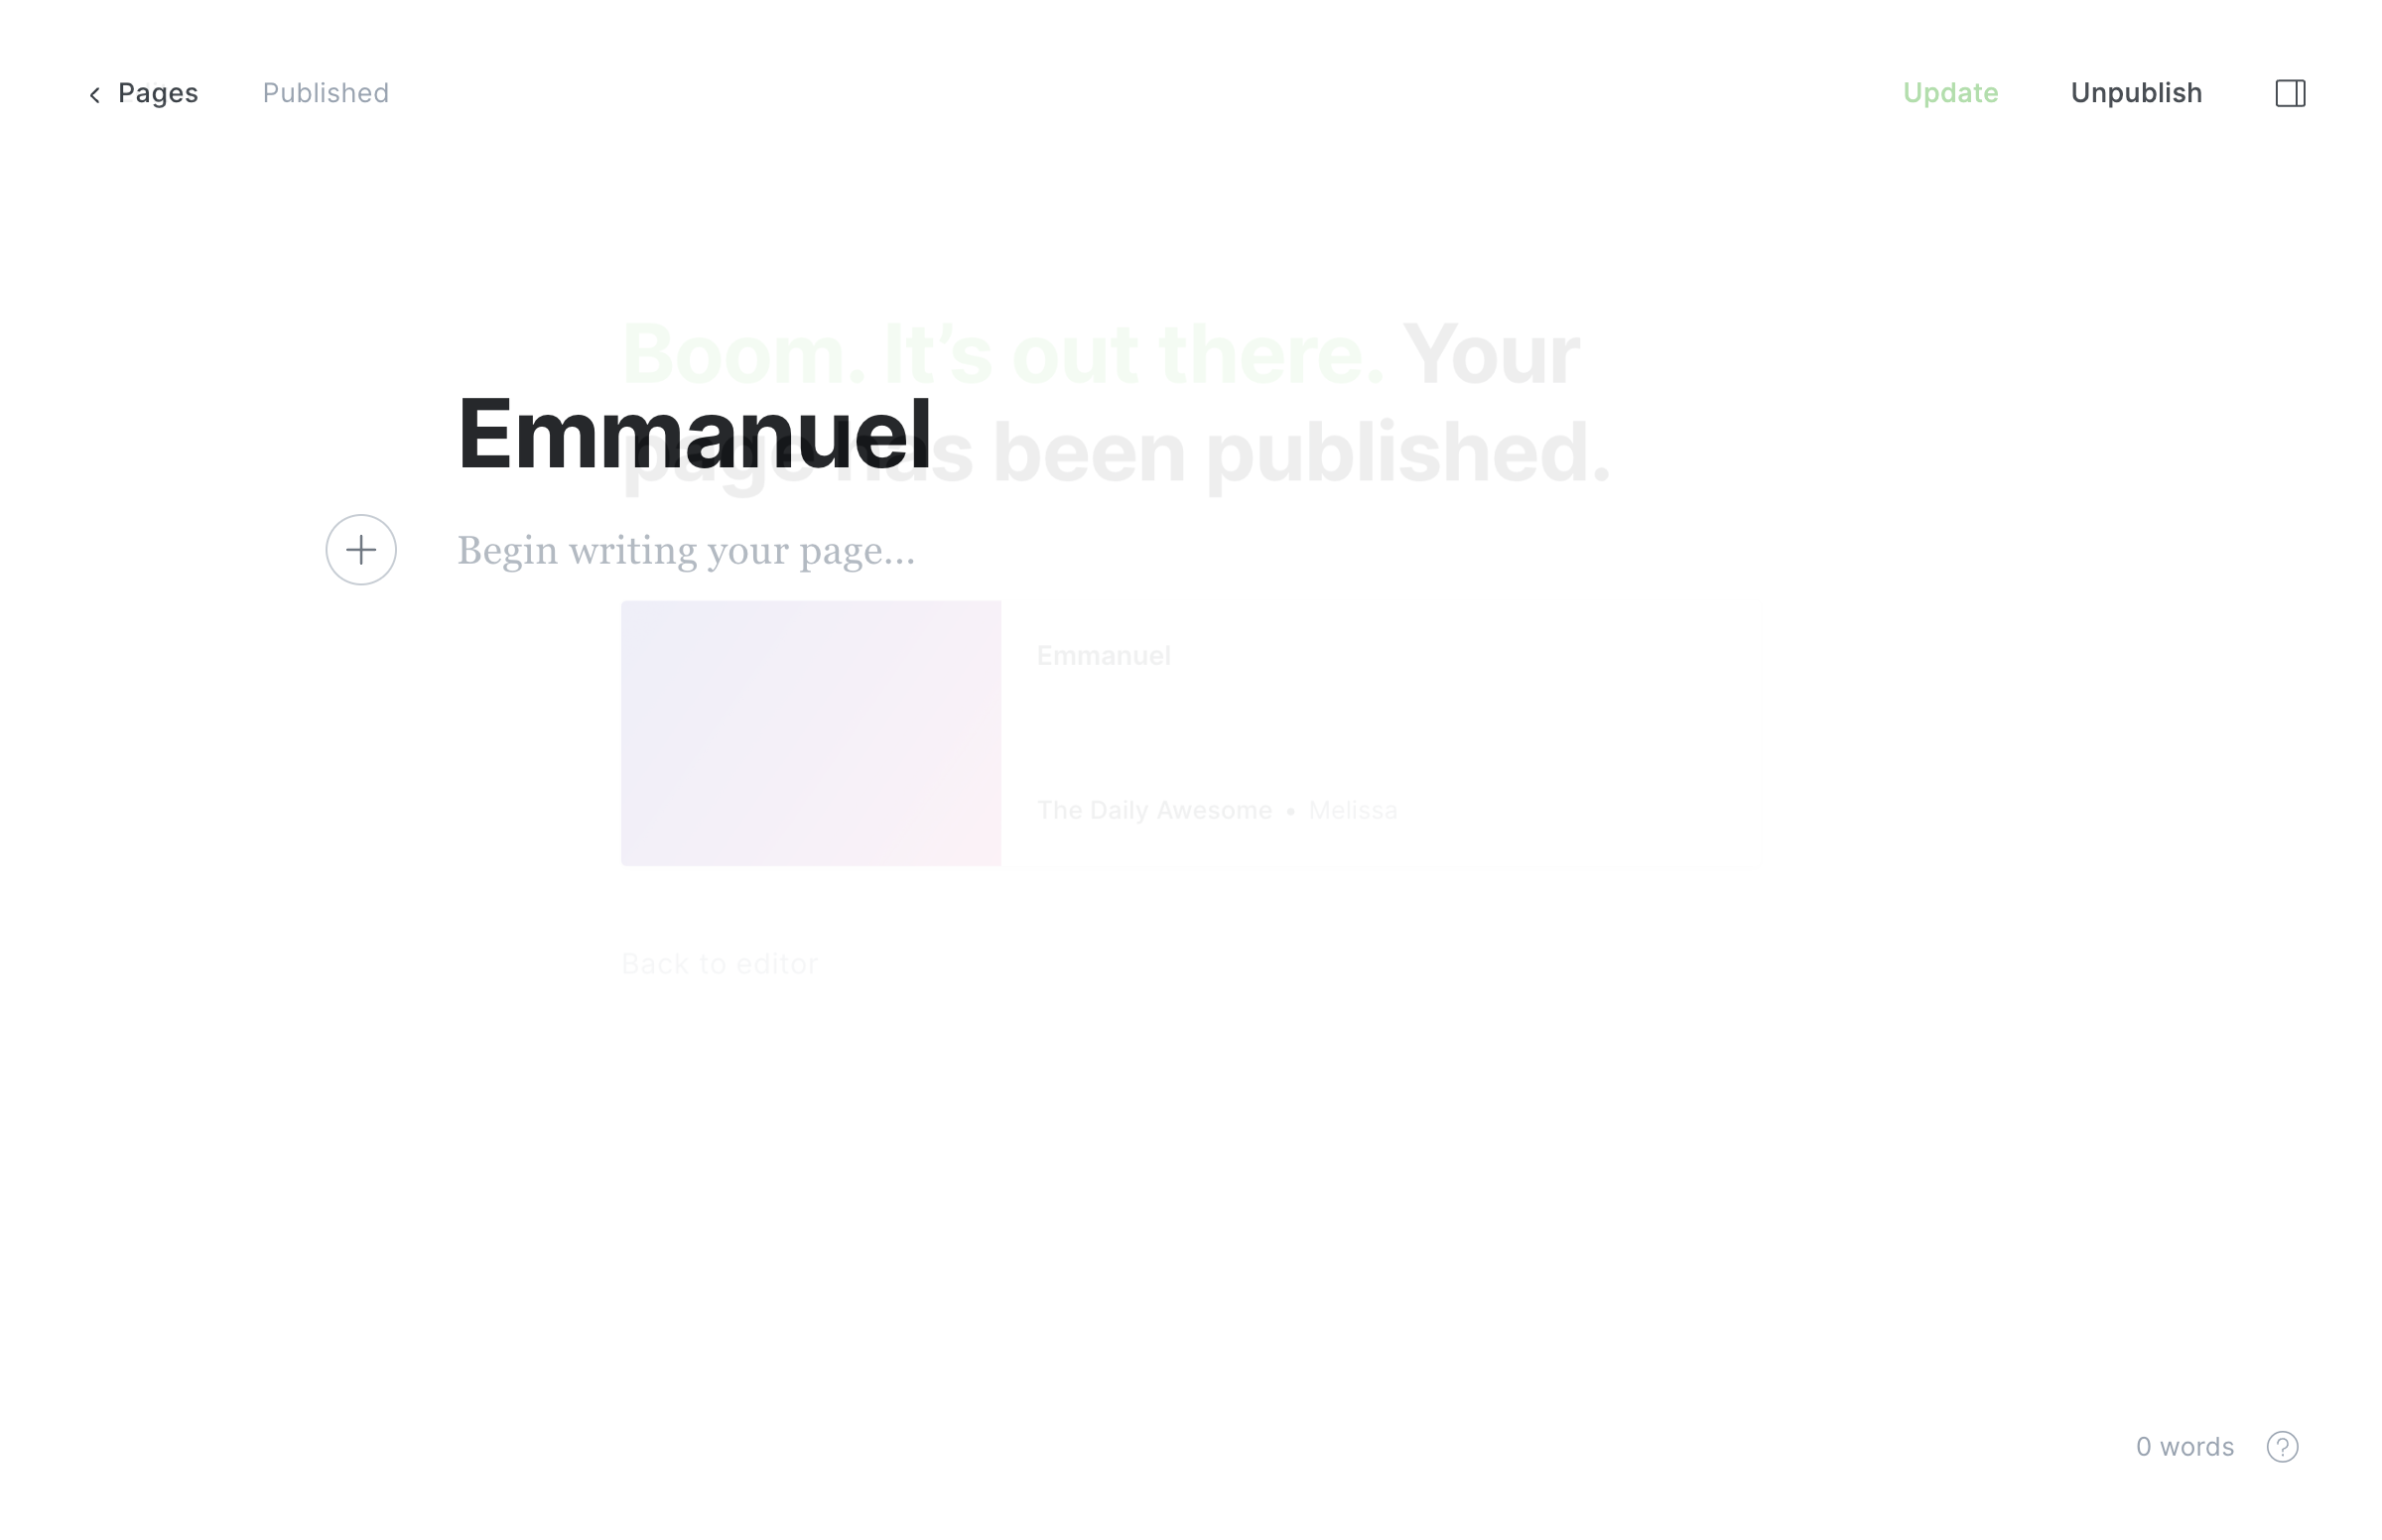 Pages Published Update Unpublish
Boom. It’s out there. Your
Emmanuel
page has been published.
Begin writing your page...
Emmanuel
The Daily Awesome • Melissa
Back to editor
0 words